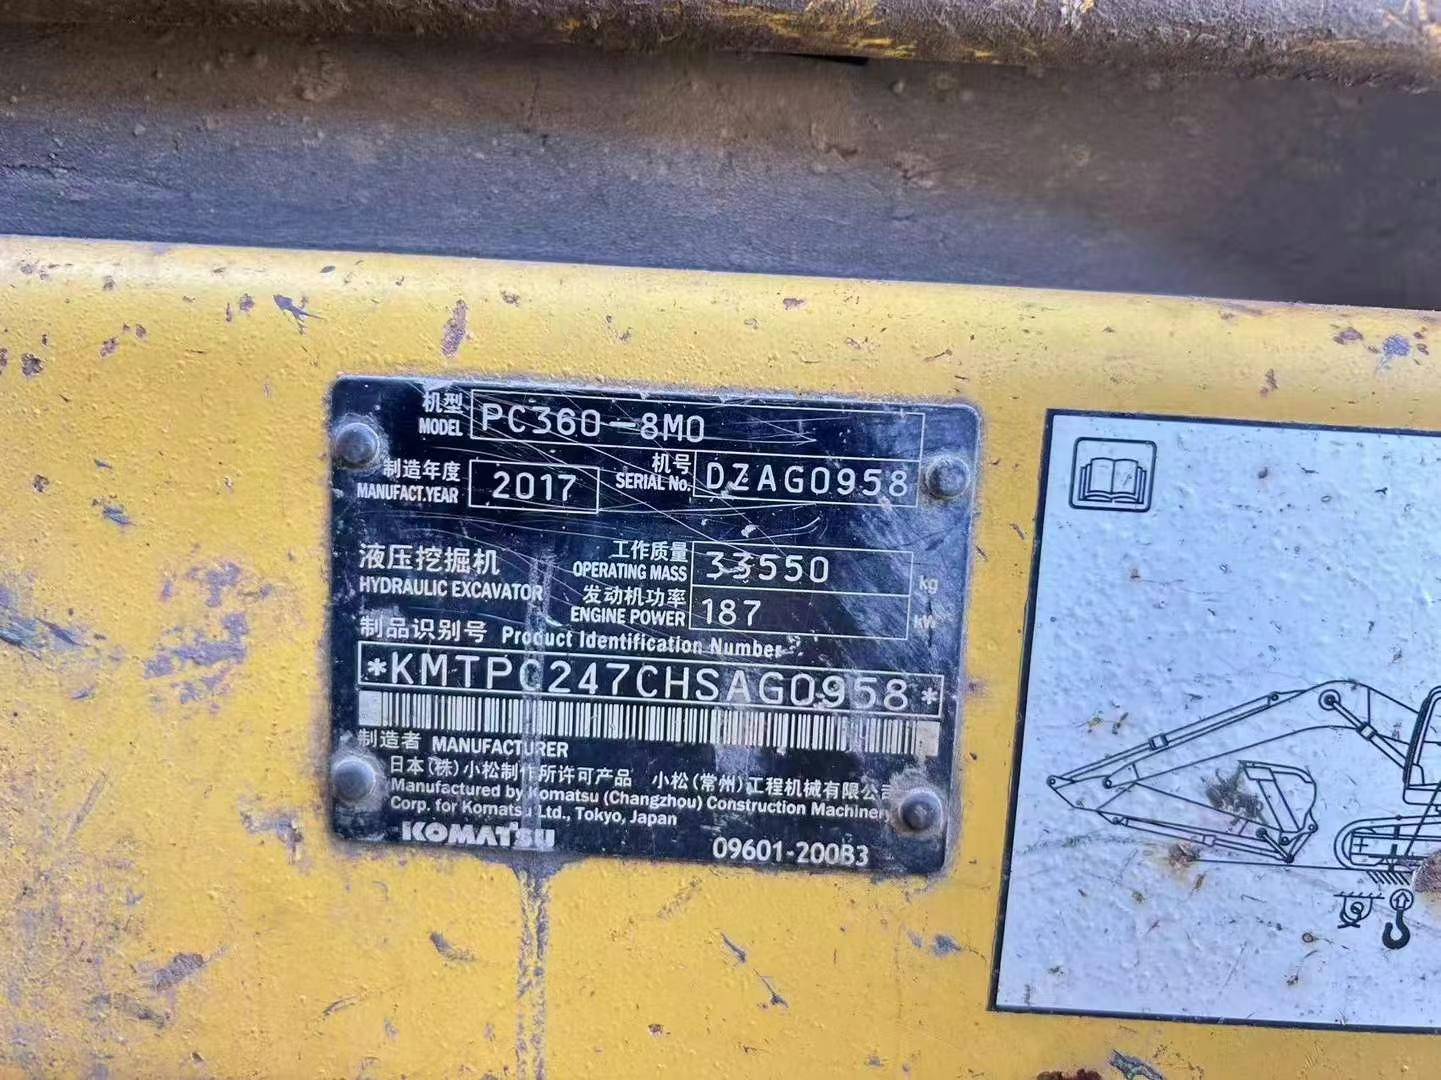 机型
MODEL PC360-8M0
制造年度 机号
MANUFACT.YEAR 2017 SERIAL No. DZAG0958
液压挖掘机
HYDRAULIC EXCAVATOR
工作质量
OPERATING MASS 33550 kg
发动机功率
ENGINE POWER 187 kW
制品识别号 Product Identification Number
*KMTPC247CHSAG0958*
制造者 MANUFACTURER
日本(株)小松制作所许可产品 小松(常州)工程机械有限公司
Manufactured by Komatsu (Changzhou) Construction Machinery
Corp. for Komatsu Ltd., Tokyo, Japan
KOMATSU 09601-200B3